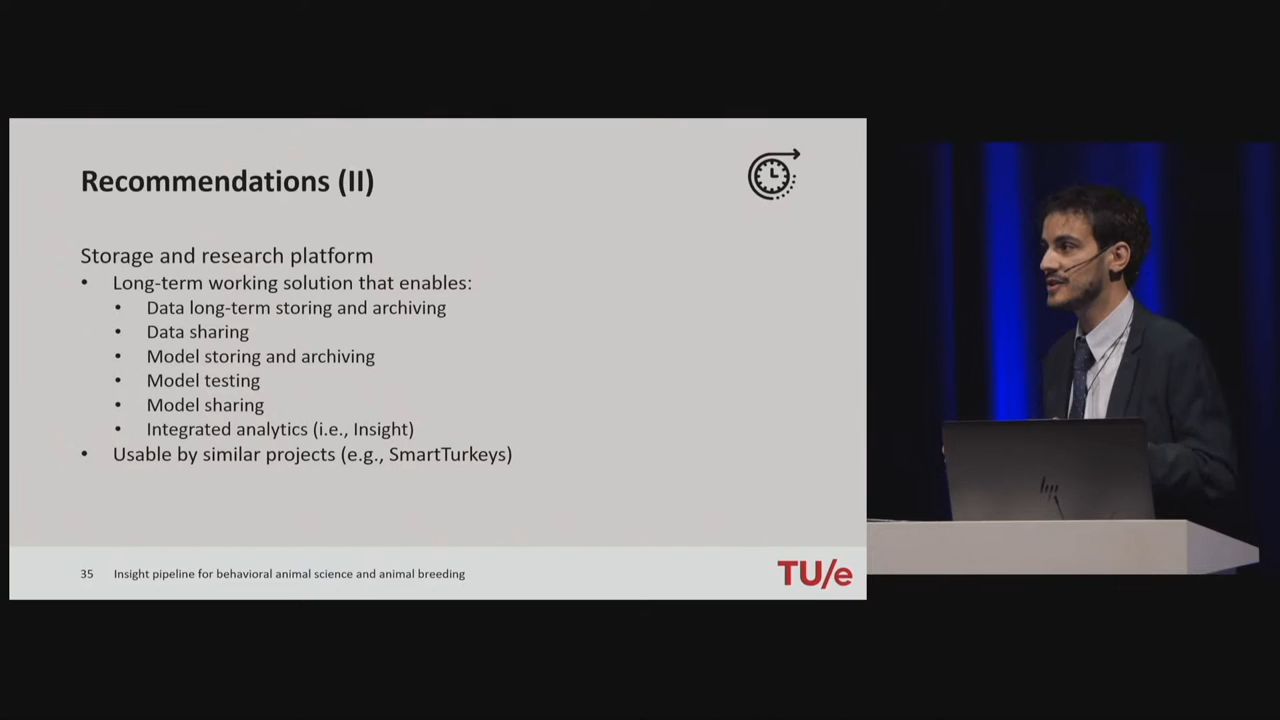 Recommendations (II)
Storage and research platform
• Long-term working solution that enables:
• Data long-term storing and archiving
• Data sharing
• Model storing and archiving
• Model testing
• Model sharing
• Integrated analytics (i.e., Insight)
• Usable by similar projects (e.g., SmartTurkeys)
35 Insight pipeline for behavioral animal science and animal breeding
TU/e
hp